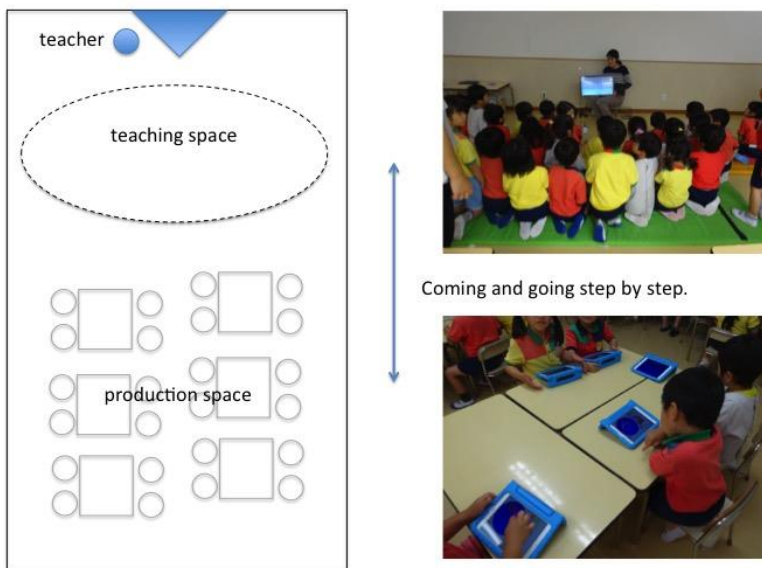 teacher
teaching space
Coming and going step by step.
production space